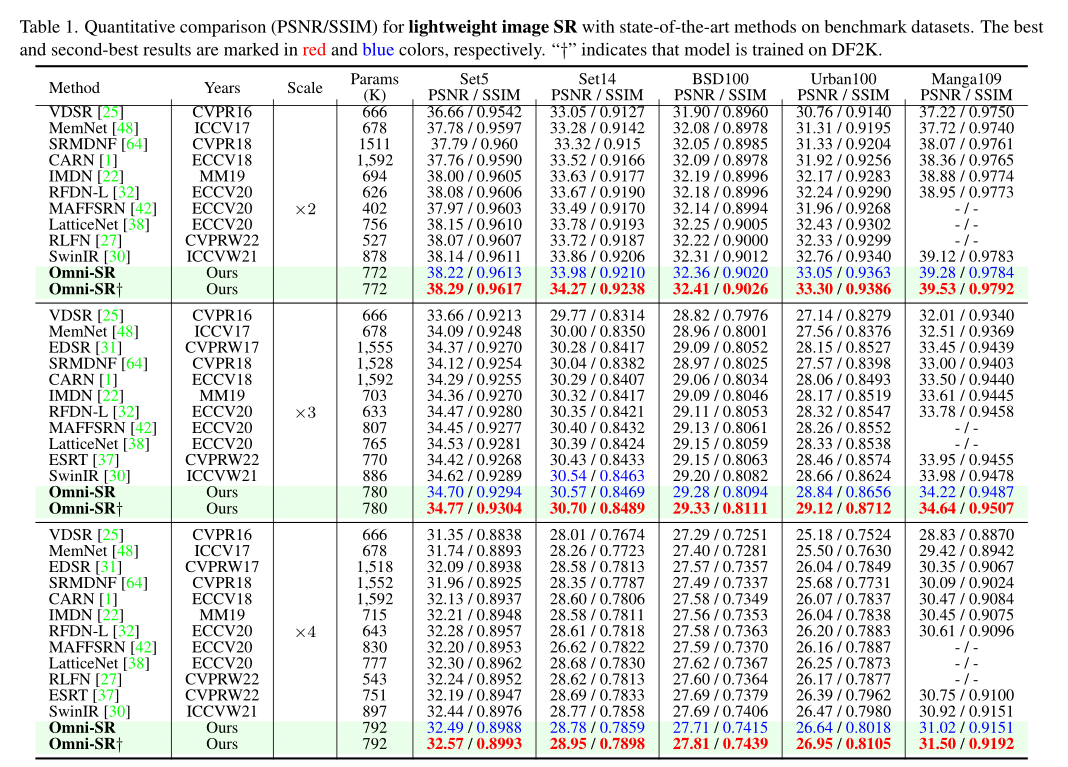 Table 1. Quantitative comparison (PSNR/SSIM) for lightweight image SR with state-of-the-art methods on benchmark datasets. The best
and second-best results are marked in red and blue colors, respectively. “†” indicates that model is trained on DF2K.
Method Years Scale Params (K) Set5 PSNR / SSIM Set14 PSNR / SSIM BSD100 PSNR / SSIM Urban100 PSNR / SSIM Manga109 PSNR / SSIM
VDSR [25] CVPR16 666 36.66 / 0.9542 33.05 / 0.9127 31.90 / 0.8960 30.76 / 0.9140 37.22 / 0.9750
MemNet [48] ICCV17 678 37.78 / 0.9597 33.28 / 0.9142 32.08 / 0.8978 31.31 / 0.9195 37.72 / 0.9740
SRMDNF [64] CVPR18 1511 37.79 / 0.960 33.32 / 0.915 32.05 / 0.8985 31.33 / 0.9204 38.07 / 0.9761
CARN [1] ECCV18 1,592 37.76 / 0.9590 33.52 / 0.9166 32.09 / 0.8978 31.92 / 0.9256 38.36 / 0.9765
IMDN [22] MM19 694 38.00 / 0.9605 33.63 / 0.9177 32.19 / 0.8996 32.17 / 0.9283 38.88 / 0.9774
RFDN-L [32] ECCV20 626 38.08 / 0.9606 33.67 / 0.9190 32.18 / 0.8996 32.24 / 0.9290 38.95 / 0.9773
MAFFSRN [42] ECCV20 ×2 402 37.97 / 0.9603 33.49 / 0.9170 32.14 / 0.8994 31.96 / 0.9268 - / -
LatticeNet [38] ECCV20 756 38.15 / 0.9610 33.78 / 0.9193 32.25 / 0.9005 32.43 / 0.9302 - / -
RLFN [27] CVPRW22 527 38.07 / 0.9607 33.72 / 0.9187 32.22 / 0.9000 32.33 / 0.9299 - / -
SwinIR [30] ICCVW21 878 38.14 / 0.9611 33.86 / 0.9206 32.31 / 0.9012 32.76 / 0.9340 39.12 / 0.9783
Omni-SR Ours 772 38.22 / 0.9613 33.98 / 0.9210 32.36 / 0.9020 33.05 / 0.9363 39.28 / 0.9784
Omni-SR† Ours 772 38.29 / 0.9617 34.27 / 0.9238 32.41 / 0.9026 33.30 / 0.9386 39.53 / 0.9792
VDSR [25] CVPR16 666 33.66 / 0.9213 29.77 / 0.8314 28.82 / 0.7976 27.14 / 0.8279 32.01 / 0.9340
MemNet [48] ICCV17 678 34.09 / 0.9248 30.00 / 0.8350 28.96 / 0.8001 27.56 / 0.8376 32.51 / 0.9369
EDSR [31] CVPRW17 1,555 34.37 / 0.9270 30.28 / 0.8417 29.09 / 0.8052 28.15 / 0.8527 33.45 / 0.9439
SRMDNF [64] CVPR18 1,528 34.12 / 0.9254 30.04 / 0.8382 28.97 / 0.8025 27.57 / 0.8398 33.00 / 0.9403
CARN [1] ECCV18 1,592 34.29 / 0.9255 30.29 / 0.8407 29.06 / 0.8034 28.06 / 0.8493 33.50 / 0.9440
IMDN [22] MM19 703 34.36 / 0.9270 30.32 / 0.8417 29.09 / 0.8046 28.17 / 0.8519 33.61 / 0.9445
RFDN-L [32] ECCV20 ×3 633 34.47 / 0.9280 30.35 / 0.8421 29.11 / 0.8053 28.32 / 0.8547 33.78 / 0.9458
MAFFSRN [42] ECCV20 807 34.45 / 0.9277 30.40 / 0.8432 29.13 / 0.8061 28.26 / 0.8552 - / -
LatticeNet [38] ECCV20 765 34.53 / 0.9281 30.39 / 0.8424 29.15 / 0.8059 28.33 / 0.8538 - / -
ESRT [37] CVPRW22 770 34.42 / 0.9268 30.43 / 0.8433 29.15 / 0.8063 28.46 / 0.8574 33.95 / 0.9455
SwinIR [30] ICCVW21 886 34.62 / 0.9289 30.54 / 0.8463 29.20 / 0.8082 28.66 / 0.8624 33.98 / 0.9478
Omni-SR Ours 780 34.70 / 0.9294 30.57 / 0.8469 29.28 / 0.8094 28.84 / 0.8656 34.22 / 0.9487
Omni-SR† Ours 780 34.77 / 0.9304 30.70 / 0.8489 29.33 / 0.8111 29.12 / 0.8712 34.64 / 0.9507
VDSR [25] CVPR16 666 31.35 / 0.8838 28.01 / 0.7674 27.29 / 0.7251 25.18 / 0.7524 28.83 / 0.8870
MemNet [48] ICCV17 678 31.74 / 0.8893 28.26 / 0.7723 27.40 / 0.7281 25.50 / 0.7630 29.42 / 0.8942
EDSR [31] CVPRW17 1,518 32.09 / 0.8938 28.58 / 0.7813 27.57 / 0.7357 26.04 / 0.7849 30.35 / 0.9067
SRMDNF [64] CVPR18 1,552 31.96 / 0.8925 28.35 / 0.7787 27.49 / 0.7337 25.68 / 0.7731 30.09 / 0.9024
CARN [1] ECCV18 1,592 32.13 / 0.8937 28.60 / 0.7806 27.58 / 0.7349 26.07 / 0.7837 30.47 / 0.9084
IMDN [22] MM19 715 32.21 / 0.8948 28.58 / 0.7811 27.56 / 0.7353 26.04 / 0.7838 30.45 / 0.9075
RFDN-L [32] ECCV20 ×4 643 32.28 / 0.8957 28.61 / 0.7818 27.58 / 0.7363 26.20 / 0.7883 30.61 / 0.9096
MAFFSRN [42] ECCV20 830 32.20 / 0.8953 26.62 / 0.7822 27.59 / 0.7370 26.16 / 0.7887 - / -
LatticeNet [38] ECCV20 777 32.30 / 0.8962 28.68 / 0.7830 27.62 / 0.7367 26.25 / 0.7873 - / -
RLFN [27] CVPRW22 543 32.24 / 0.8952 28.62 / 0.7813 27.60 / 0.7364 26.17 / 0.7877 - / -
ESRT [37] CVPRW22 751 32.19 / 0.8947 28.69 / 0.7833 27.69 / 0.7379 26.39 / 0.7962 30.75 / 0.9100
SwinIR [30] ICCVW21 897 32.44 / 0.8976 28.77 / 0.7858 27.69 / 0.7406 26.47 / 0.7980 30.92 / 0.9151
Omni-SR Ours 792 32.49 / 0.8988 28.78 / 0.7859 27.71 / 0.7415 26.64 / 0.8018 31.02 / 0.9151
Omni-SR† Ours 792 32.57 / 0.8993 28.95 / 0.7898 27.81 / 0.7439 26.95 / 0.8105 31.50 / 0.9192